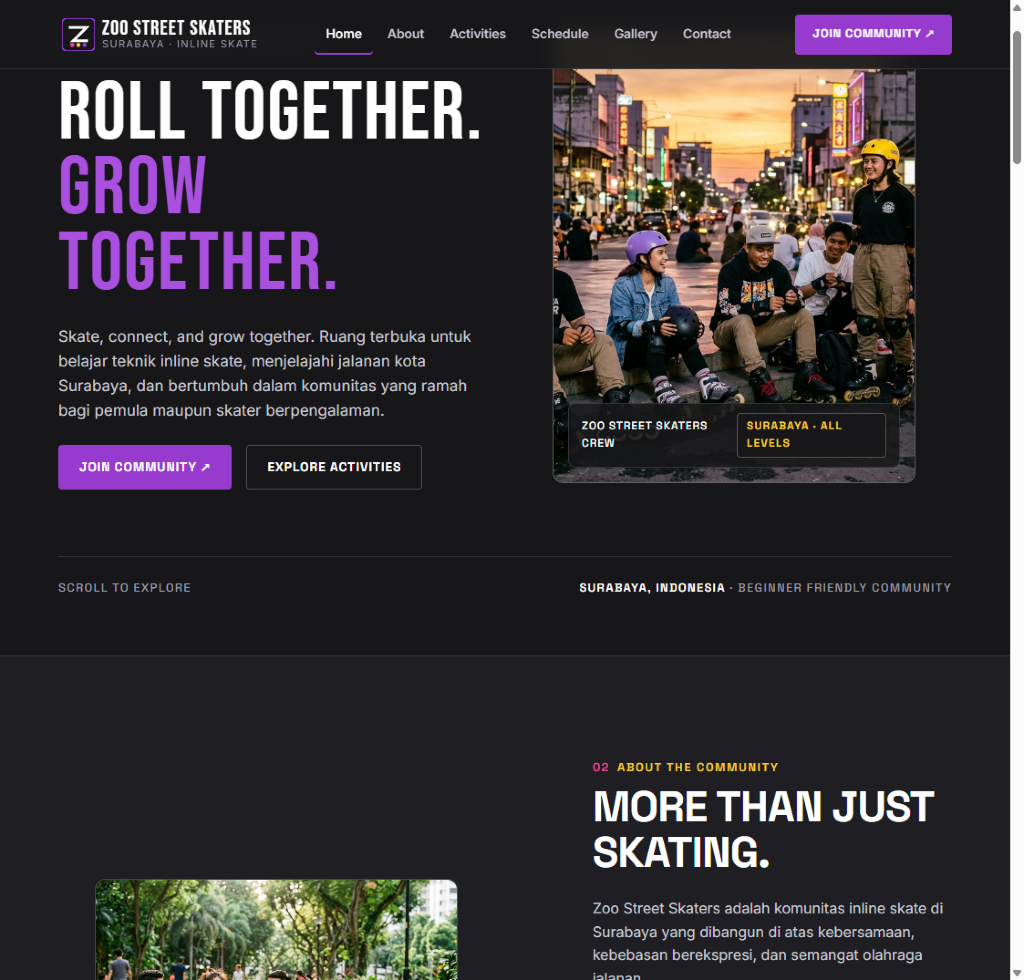 ZOO STREET SKATERS
SURABAYA · INLINE SKATE
Home
About
Activities
Schedule
Gallery
Contact
JOIN COMMUNITY ↗
ROLL TOGETHER.
GROW
TOGETHER.
Skate, connect, and grow together. Ruang terbuka untuk
belajar teknik inline skate, menjelajahi jalanan kota
Surabaya, dan bertumbuh dalam komunitas yang ramah
bagi pemula maupun skater berpengalaman.
JOIN COMMUNITY ↗
EXPLORE ACTIVITIES
ZOO STREET SKATERS
CREW
SURABAYA · ALL
LEVELS
SCROLL TO EXPLORE
SURABAYA, INDONESIA · BEGINNER FRIENDLY COMMUNITY
02 ABOUT THE COMMUNITY
MORE THAN JUST
SKATING.
Zoo Street Skaters adalah komunitas inline skate di
Surabaya yang dibangun di atas kebersamaan,
kebebasan berekspresi, dan semangat olahraga
jalanan.